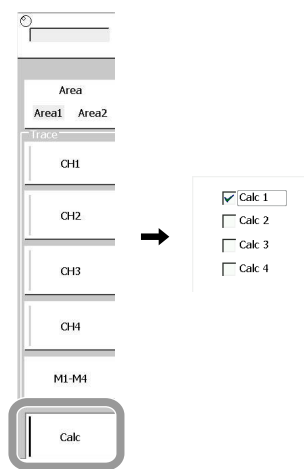 Area
Area1 Area2
Trace
CH1
CH2
CH3
CH4
M1-M4
Calc
Calc 1
Calc 2
Calc 3
Calc 4